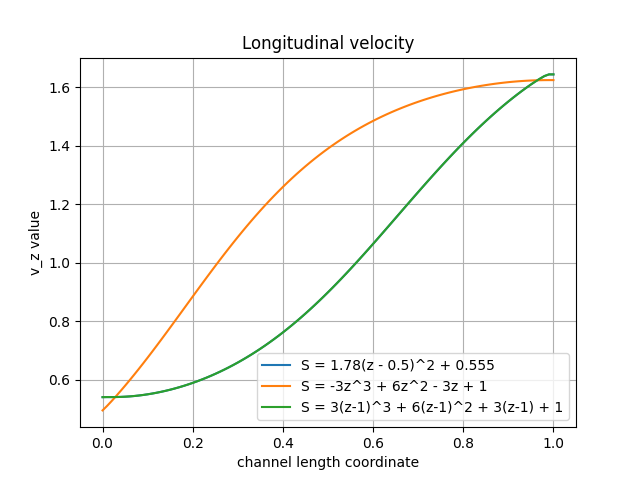 Longitudinal velocity
v_z value
1.6
1.4
1.2
1.0
0.8
0.6
S = 1.78(z - 0.5)^2 + 0.555
S = -3z^3 + 6z^2 - 3z + 1
S = 3(z-1)^3 + 6(z-1)^2 + 3(z-1) + 1
0.0 0.2 0.4 0.6 0.8 1.0
channel length coordinate